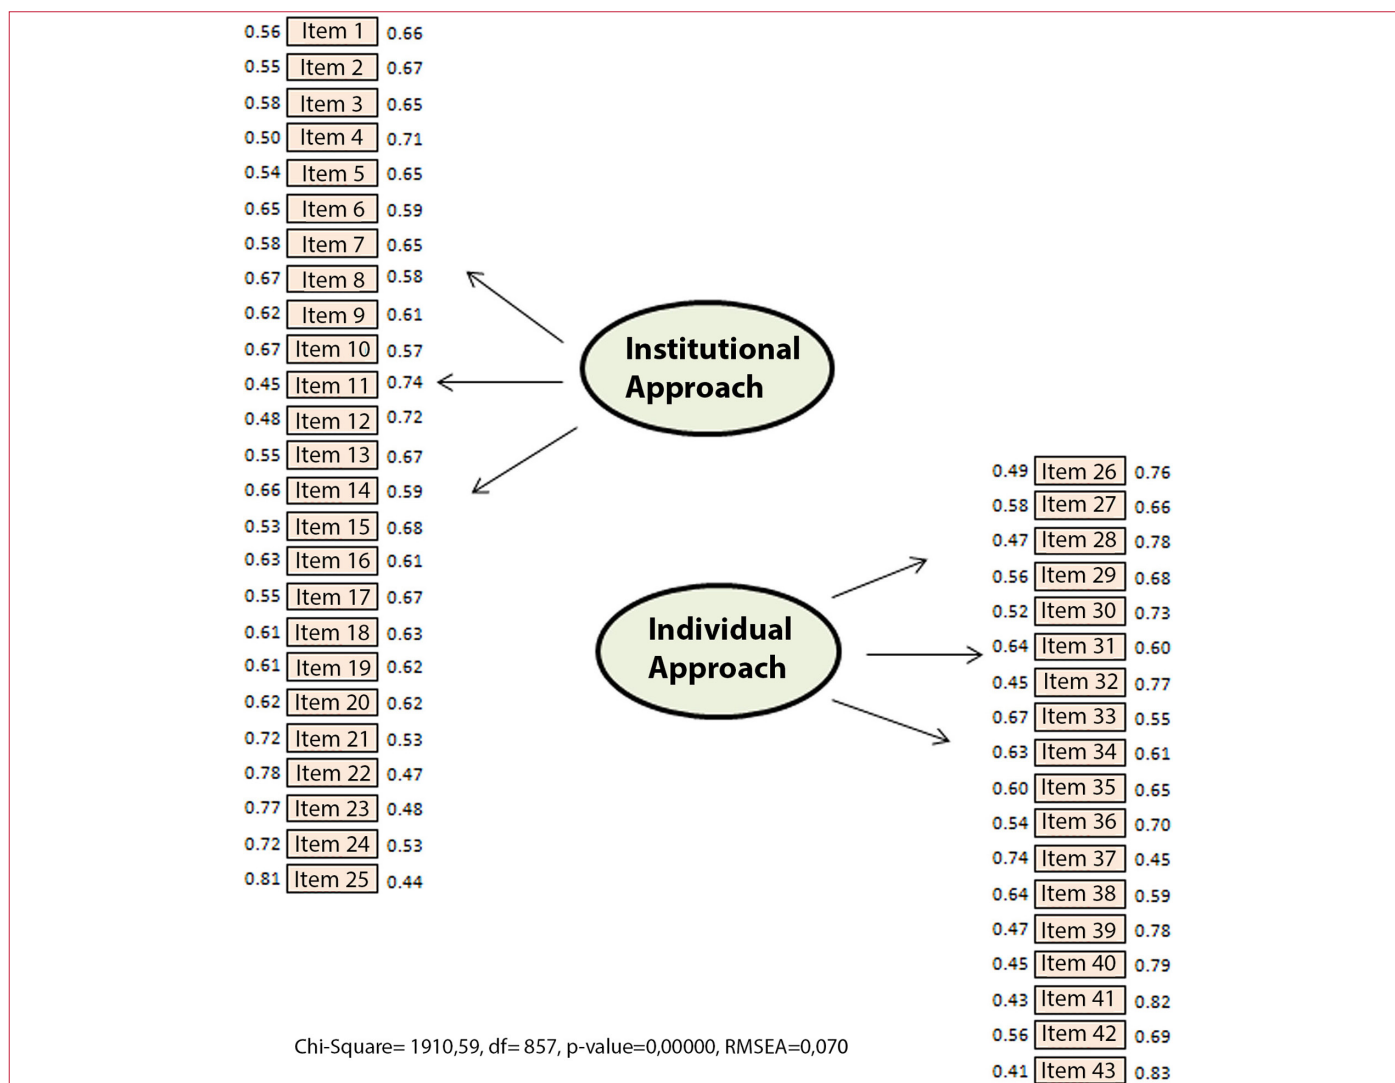 0.56 Item 1 0.66
0.55 Item 2 0.67
0.58 Item 3 0.65
0.50 Item 4 0.71
0.54 Item 5 0.65
0.65 Item 6 0.59
0.58 Item 7 0.65
0.67 Item 8 0.58
0.62 Item 9 0.61
0.67 Item 10 0.57
0.45 Item 11 0.74
0.48 Item 12 0.72
0.55 Item 13 0.67
0.66 Item 14 0.59
0.53 Item 15 0.68
0.63 Item 16 0.61
0.55 Item 17 0.67
0.61 Item 18 0.63
0.61 Item 19 0.62
0.62 Item 20 0.62
0.72 Item 21 0.53
0.78 Item 22 0.47
0.77 Item 23 0.48
0.72 Item 24 0.53
0.81 Item 25 0.44
Institutional
Approach
Individual
Approach
0.49 Item 26 0.76
0.58 Item 27 0.66
0.47 Item 28 0.78
0.56 Item 29 0.68
0.52 Item 30 0.73
0.64 Item 31 0.60
0.45 Item 32 0.77
0.67 Item 33 0.55
0.63 Item 34 0.61
0.60 Item 35 0.65
0.54 Item 36 0.70
0.74 Item 37 0.45
0.64 Item 38 0.59
0.47 Item 39 0.78
0.45 Item 40 0.79
0.43 Item 41 0.82
0.56 Item 42 0.69
0.41 Item 43 0.83
Chi-Square= 1910,59, df= 857, p-value=0,00000, RMSEA=0,070